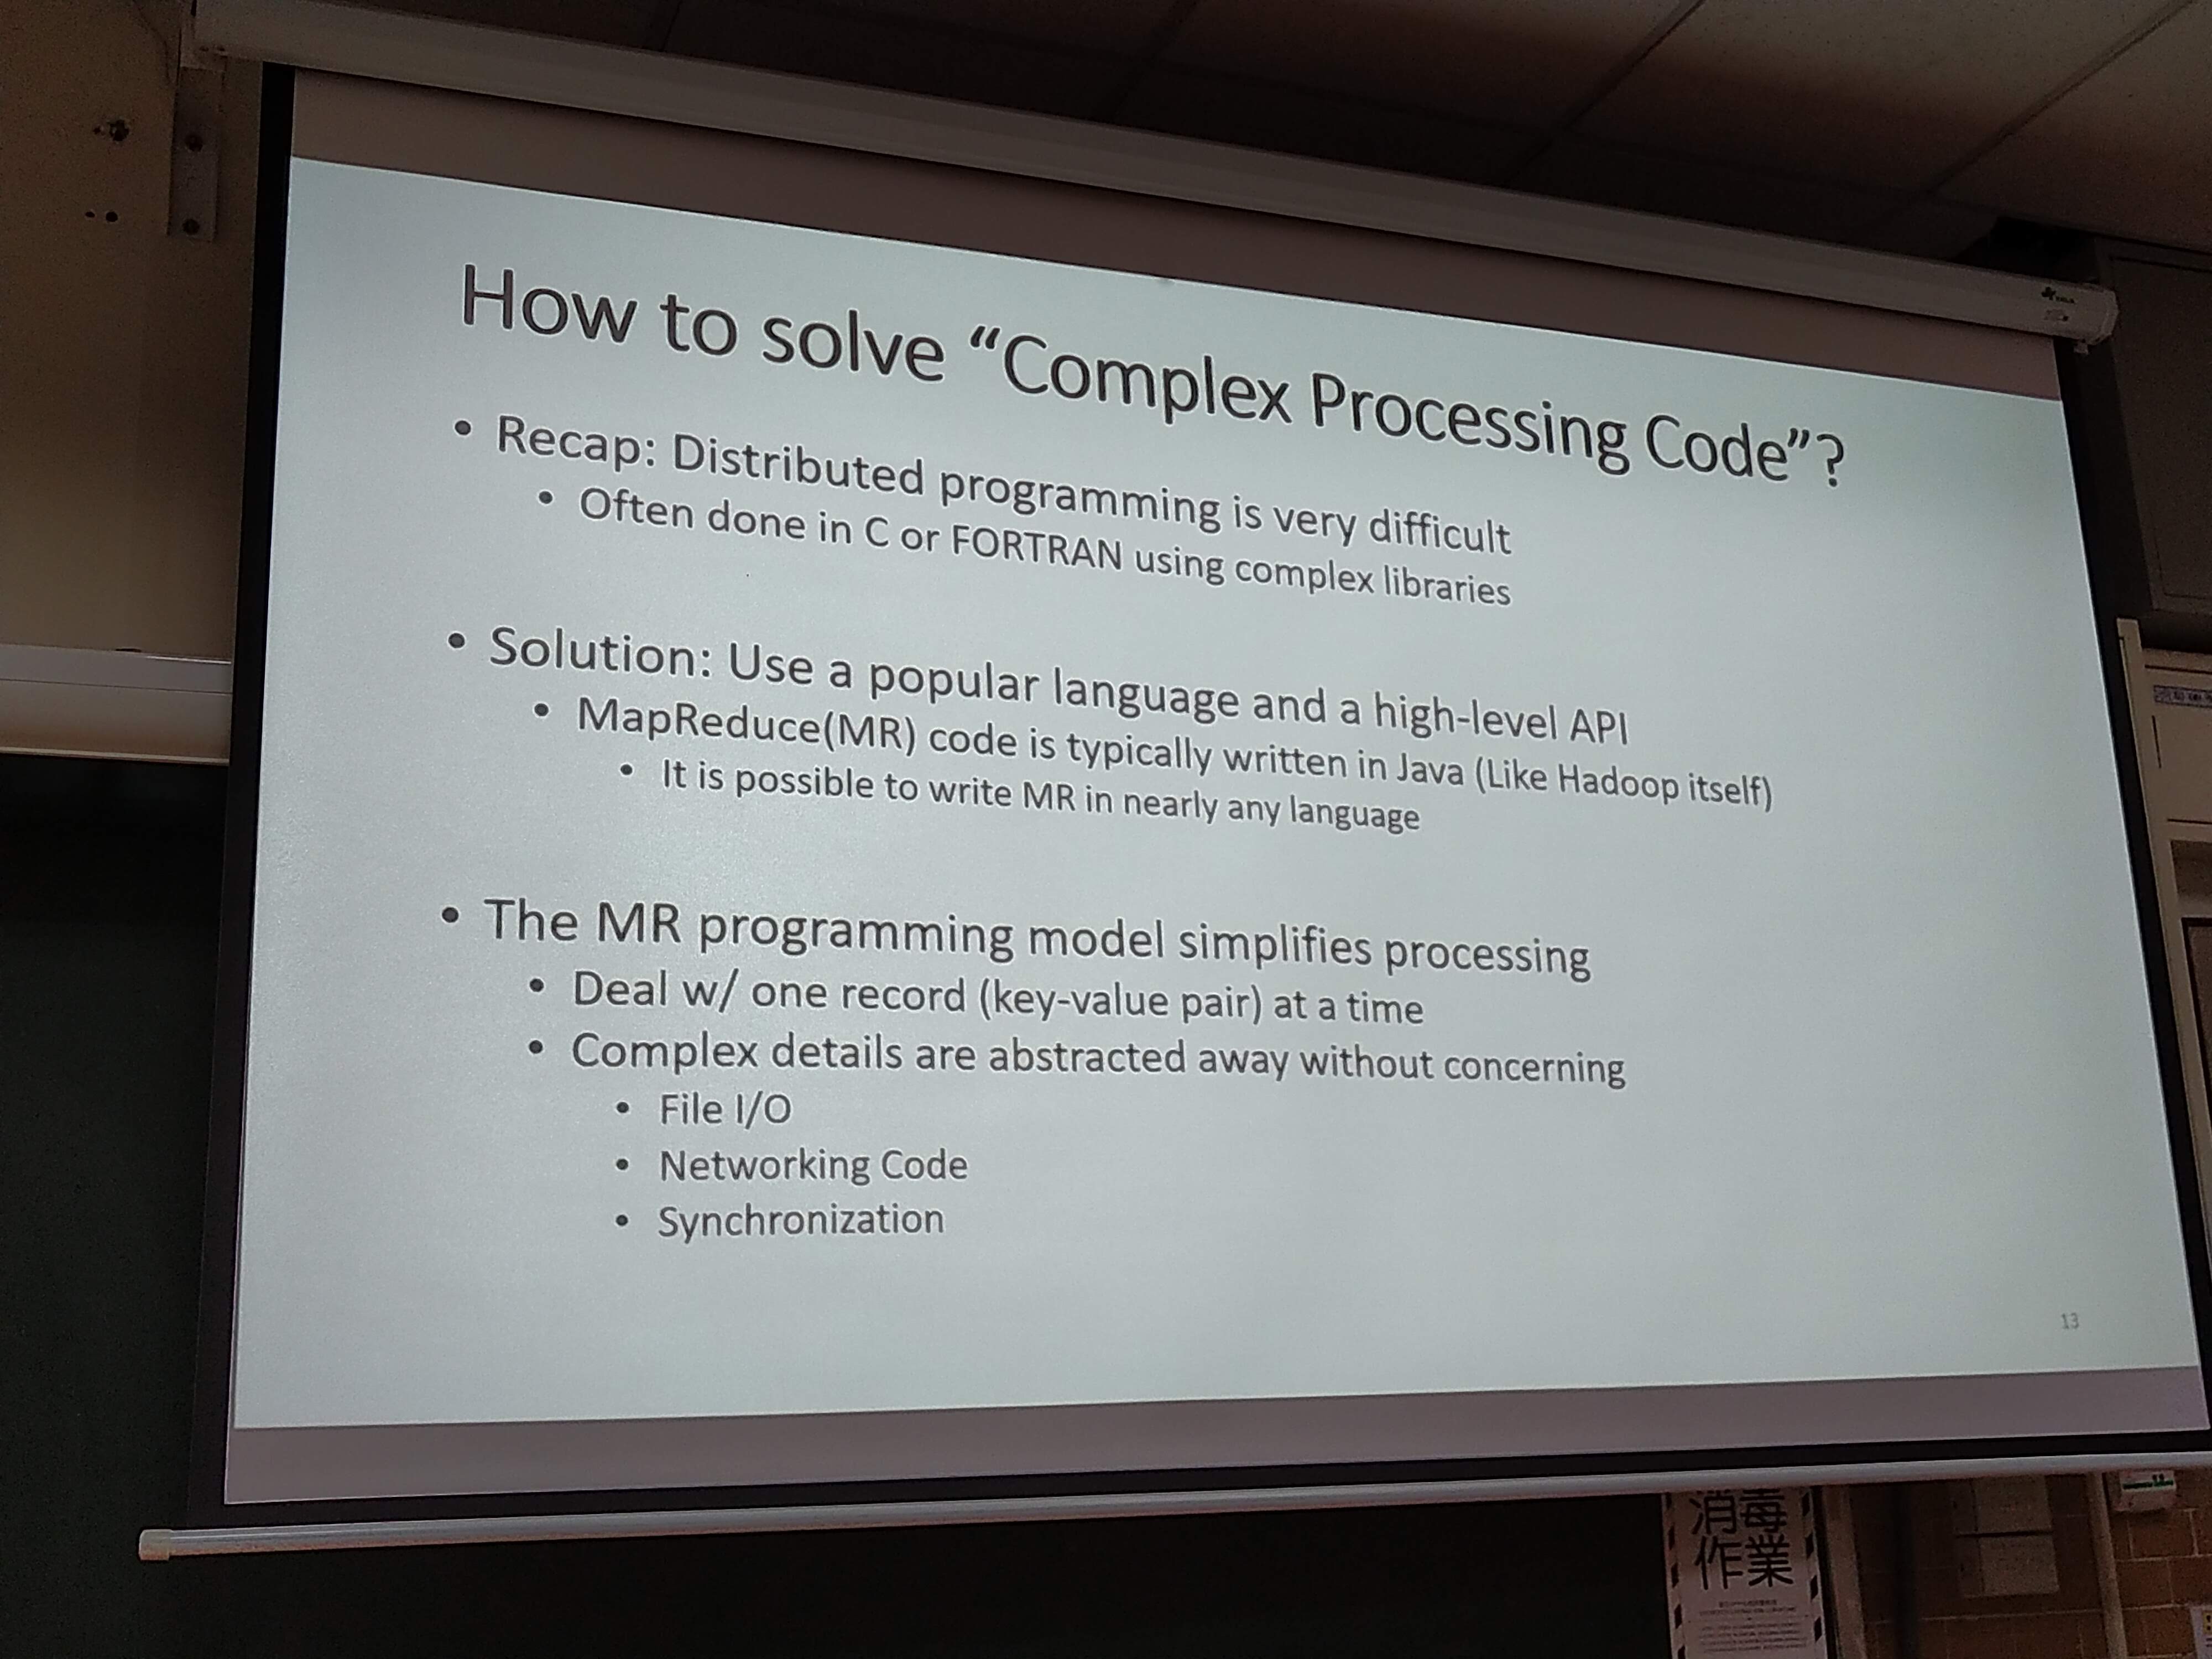 How to solve “Complex Processing Code”?
• Recap: Distributed programming is very difficult
• Often done in C or FORTRAN using complex libraries
• Solution: Use a popular language and a high-level API
• MapReduce(MR) code is typically written in Java (Like Hadoop itself)
• It is possible to write MR in nearly any language
• The MR programming model simplifies processing
• Deal w/ one record (key-value pair) at a time
• Complex details are abstracted away without concerning
• File I/O
• Networking Code
• Synchronization
13
消毒
作業